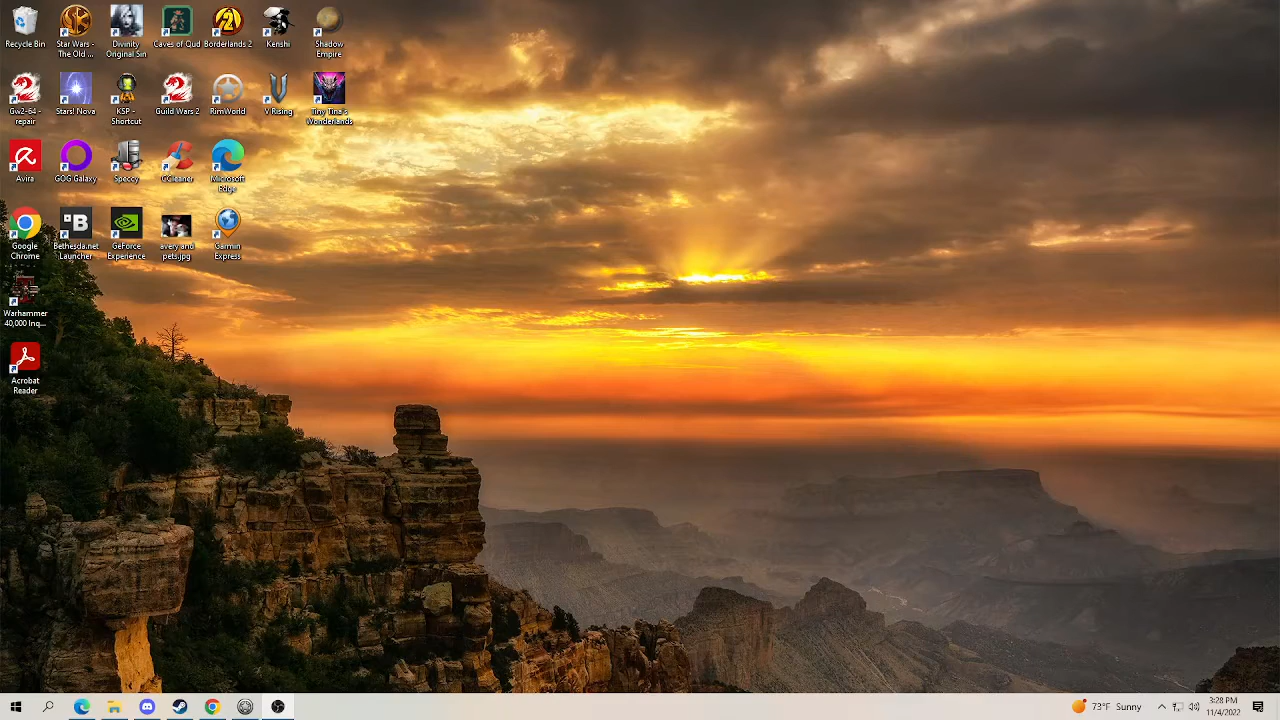 Recycle Bin
Star Wars -
The Old ...
Divinity
Original Sin
Caves of Qud
Borderlands 2
Kenshi
Shadow
Empire
Gw2-64 -
repair
Stars! Nova
KSP -
Shortcut
Guild Wars 2
RimWorld
V Rising
Tiny Tina's
Wonderlands
Avira
GOG Galaxy
Speccy
CCleaner
Microsoft
Edge
Google
Chrome
Bethesda.net
Launcher
GeForce
Experience
avery and
pets.jpg
Garmin
Express
Warhammer
40,000 Inq...
Acrobat
Reader
73°F Sunny
3:28 PM
11/4/2022